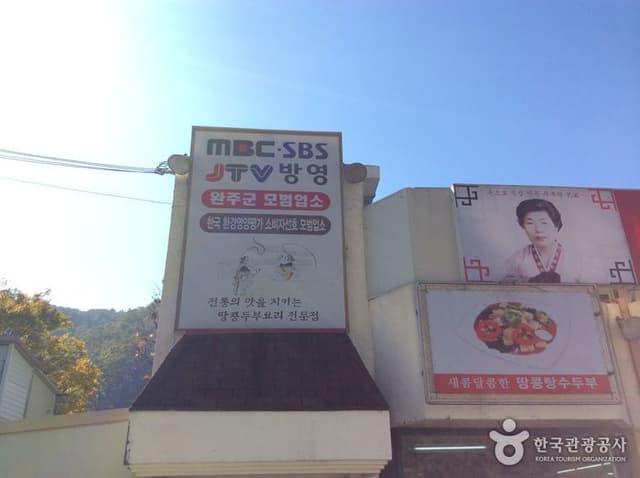 MBC·SBS
JTV방영
완주군 모범업소
한국 환경영양평가 소비자선호 모범업소
전통의 맛을 지키는
땅콩두부요리 전문점
새콤달콤한 땅콩탕수두부
한국관광공사
KOREA TOURISM ORGANIZATION